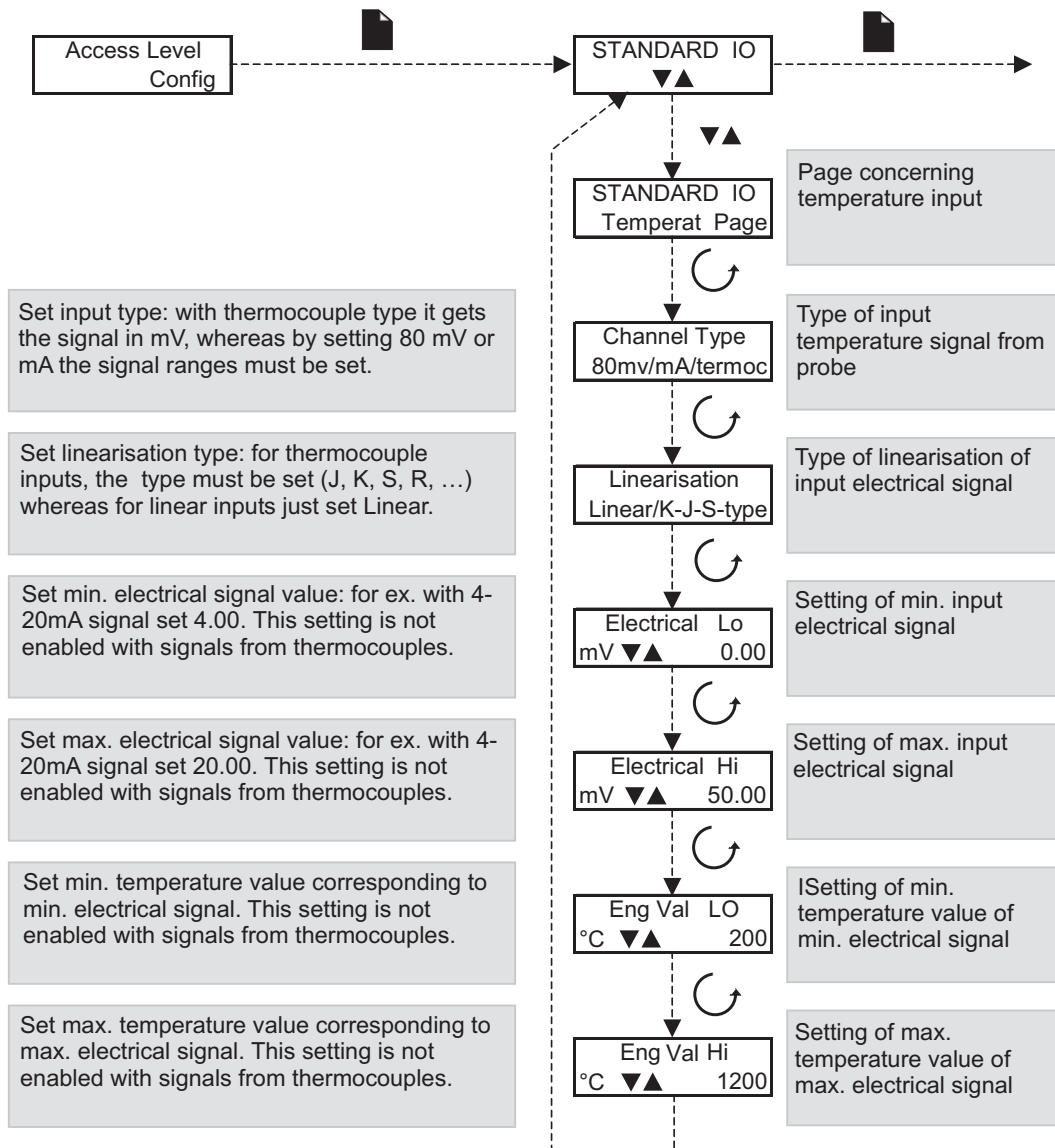 Access Level
Config
STANDARD IO
▼▲
▼▲
STANDARD IO
Temperat Page
Page concerning
temperature input
Set input type: with thermocouple type it gets
the signal in mV, whereas by setting 80 mV or
mA the signal ranges must be set.
Channel Type
80mv/mA/termoc
Type of input
temperature signal from
probe
Set linearisation type: for thermocouple
inputs, the type must be set (J, K, S, R, …)
whereas for linear inputs just set Linear.
Linearisation
Linear/K-J-S-type
Type of linearisation of
input electrical signal
Set min. electrical signal value: for ex. with 4-
20mA signal set 4.00. This setting is not
enabled with signals from thermocouples.
Electrical Lo
mV ▼▲ 0.00
Setting of min. input
electrical signal
Set max. electrical signal value: for ex. with 4-
20mA signal set 20.00. This setting is not
enabled with signals from thermocouples.
Electrical Hi
mV ▼▲ 50.00
Setting of max. input
electrical signal
Set min. temperature value corresponding to
min. electrical signal. This setting is not
enabled with signals from thermocouples.
Eng Val LO
°C ▼▲ 200
ISetting of min.
temperature value of
min. electrical signal
Set max. temperature value corresponding to
max. electrical signal. This setting is not
enabled with signals from thermocouples.
Eng Val Hi
°C ▼▲ 1200
Setting of max.
temperature value of
max. electrical signal